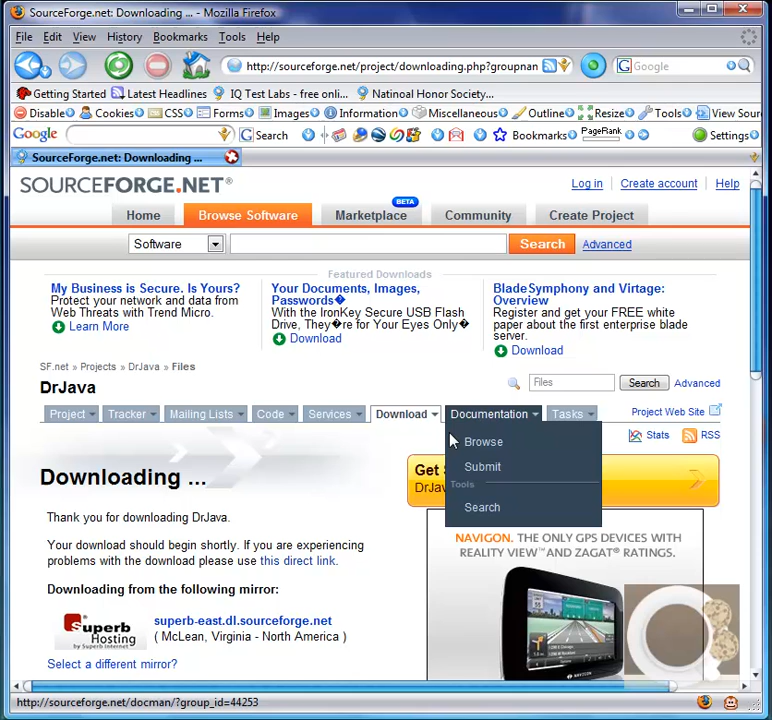 SourceForge.net: Downloading ... - Mozilla Firefox
File Edit View History Bookmarks Tools Help
http://sourceforge.net/project/downloading.php?groupnan
Google
Getting Started Latest Headlines IQ Test Labs - free onli... Natinoal Honor Society...
Disable Cookies CSS Forms Images Information Miscellaneous Outline Resize Tools View Sour
Google Search Bookmarks PageRank Settings
SourceForge.net: Downloading ...
SOURCEFORGE.NET®
Log in Create account Help
BETA
Home Browse Software Marketplace Community Create Project
Software Search Advanced
Featured Downloads
My Business is Secure. Is Yours?
Protect your network and data from
Web Threats with Trend Micro.
Learn More
Your Documents, Images,
Passwords�
With the IronKey Secure USB Flash
Drive, They�re for Your Eyes Only�
Download
BladeSymphony and Virtage:
Overview
Register and get your FREE white
paper about the first enterprise blade
server.
Download
SF.net » Projects » DrJava » Files
DrJava
Files Search Advanced
Project Tracker Mailing Lists Code Services Download Documentation Tasks
Project Web Site
Stats RSS
Browse
Submit
Tools
Search
Downloading ...
Get S
DrJav
Thank you for downloading DrJava.
Your download should begin shortly. If you are experiencing
problems with the download please use this direct link.
Downloading from the following mirror:
Superb
Hosting
by Superb Internet
superb-east.dl.sourceforge.net
( McLean, Virginia - North America )
Select a different mirror?
NAVIGON. THE ONLY GPS DEVICES WITH
REALITY VIEW™ AND ZAGAT® RATINGS.
http://sourceforge.net/docman/?group_id=44253